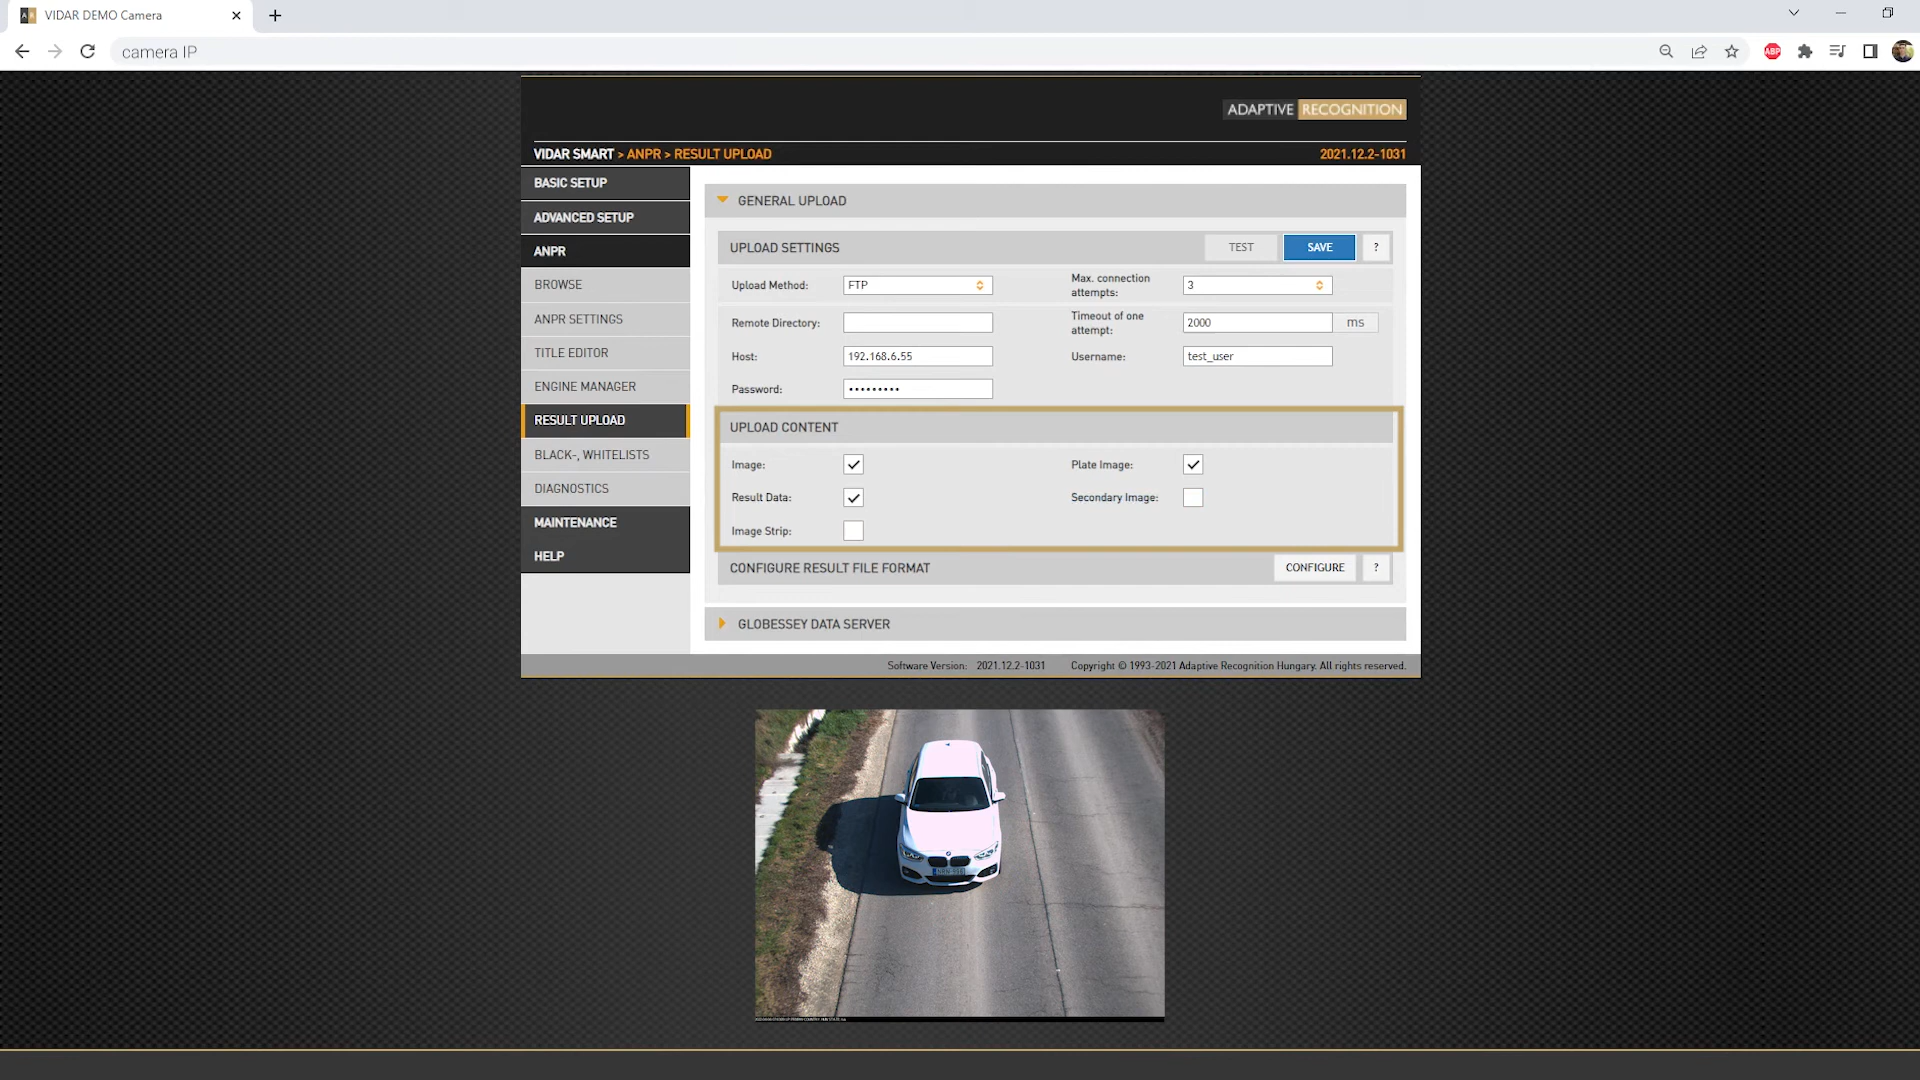 VIDAR DEMO Camera
camera IP
ABP
ADAPTIVE RECOGNITION
VIDAR SMART > ANPR > RESULT UPLOAD
2021.12.2-1031
BASIC SETUP
ADVANCED SETUP
ANPR
BROWSE
ANPR SETTINGS
TITLE EDITOR
ENGINE MANAGER
RESULT UPLOAD
BLACK-, WHITELISTS
DIAGNOSTICS
MAINTENANCE
HELP
GENERAL UPLOAD
UPLOAD SETTINGS
TEST
SAVE
?
Upload Method:
FTP
Max. connection
attempts:
3
Remote Directory:
Timeout of one
attempt:
2000
ms
Host:
192.168.6.55
Username:
test_user
Password:
•••••••••
UPLOAD CONTENT
Image:
Plate Image:
Result Data:
Secondary Image:
Image Strip:
CONFIGURE RESULT FILE FORMAT
CONFIGURE
?
GLOBESSEY DATA SERVER
Software Version: 2021.12.2-1031
Copyright © 1993-2021 Adaptive Recognition Hungary. All rights reserved.